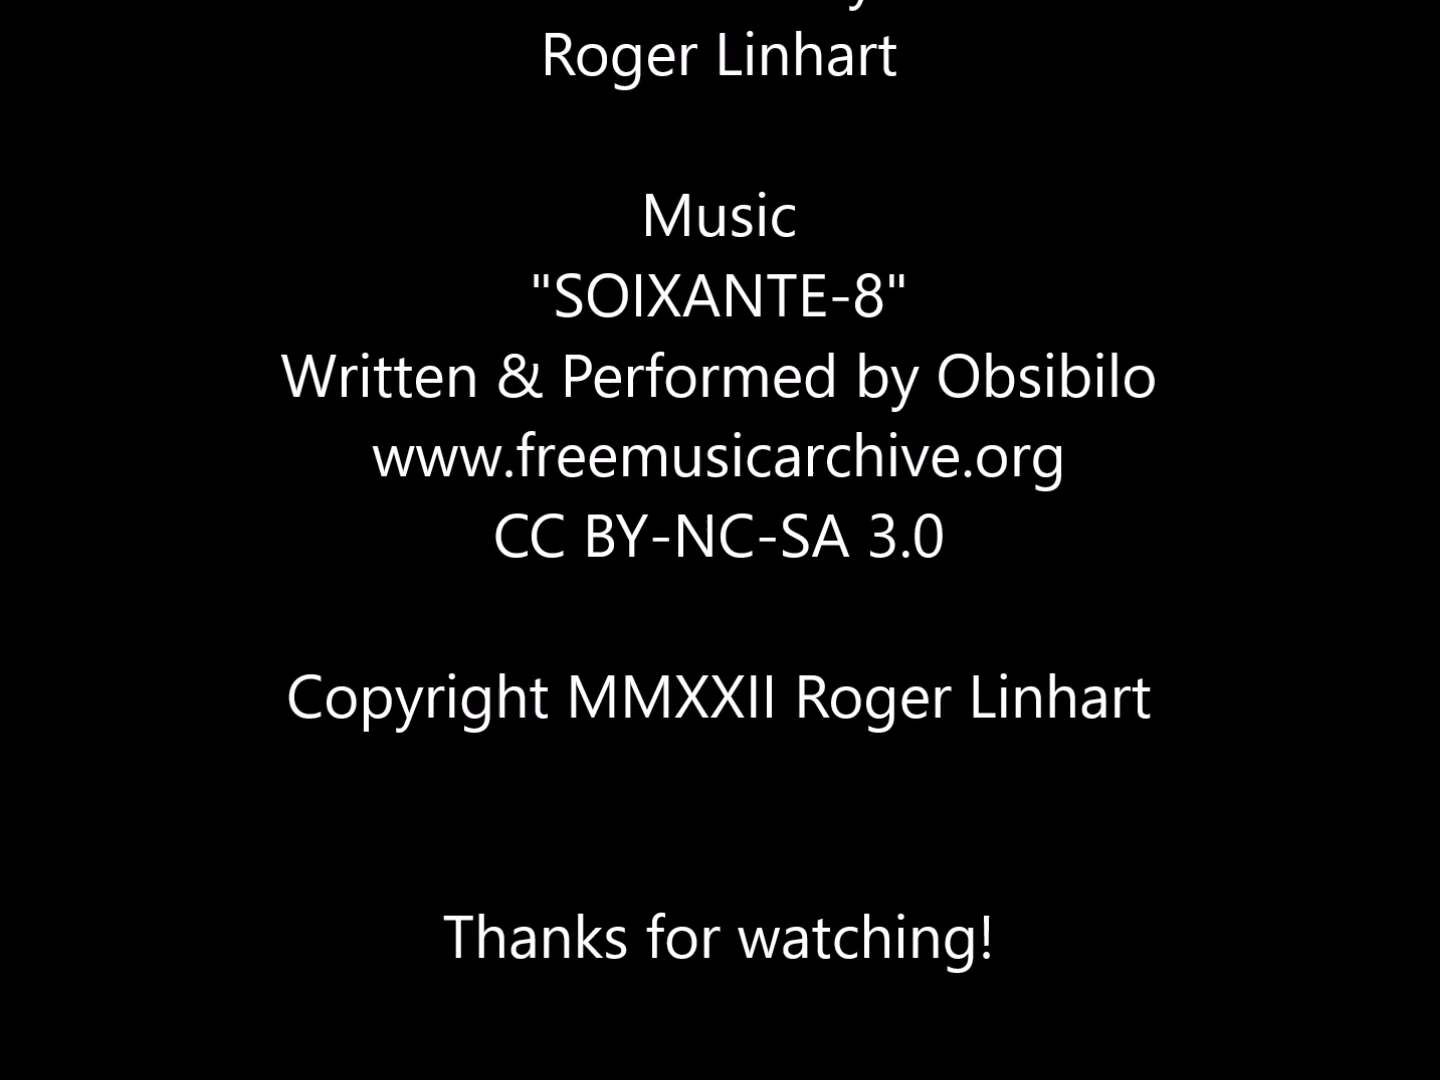 Roger Linhart
Music
"SOIXANTE-8"
Written & Performed by Obsibilo
www.freemusicarchive.org
CC BY-NC-SA 3.0
Copyright MMXXII Roger Linhart
Thanks for watching!